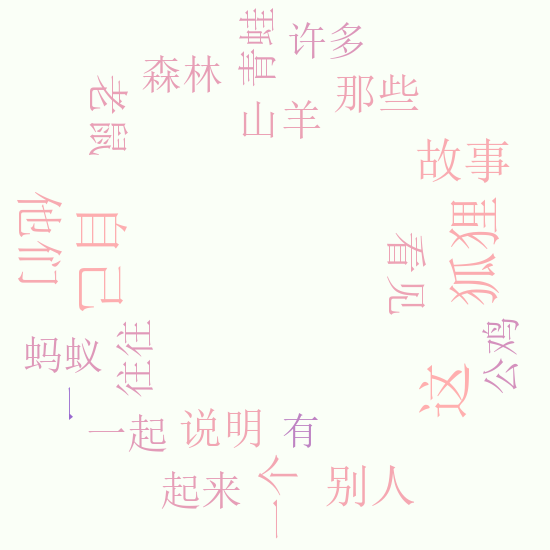 青蛙
许多
森林
那些
老鼠
山羊
故事
他们
自己
狐狸
看见
公鸡
蚂蚁
往往
这
一
一起
说明
有
起来
一个
别人